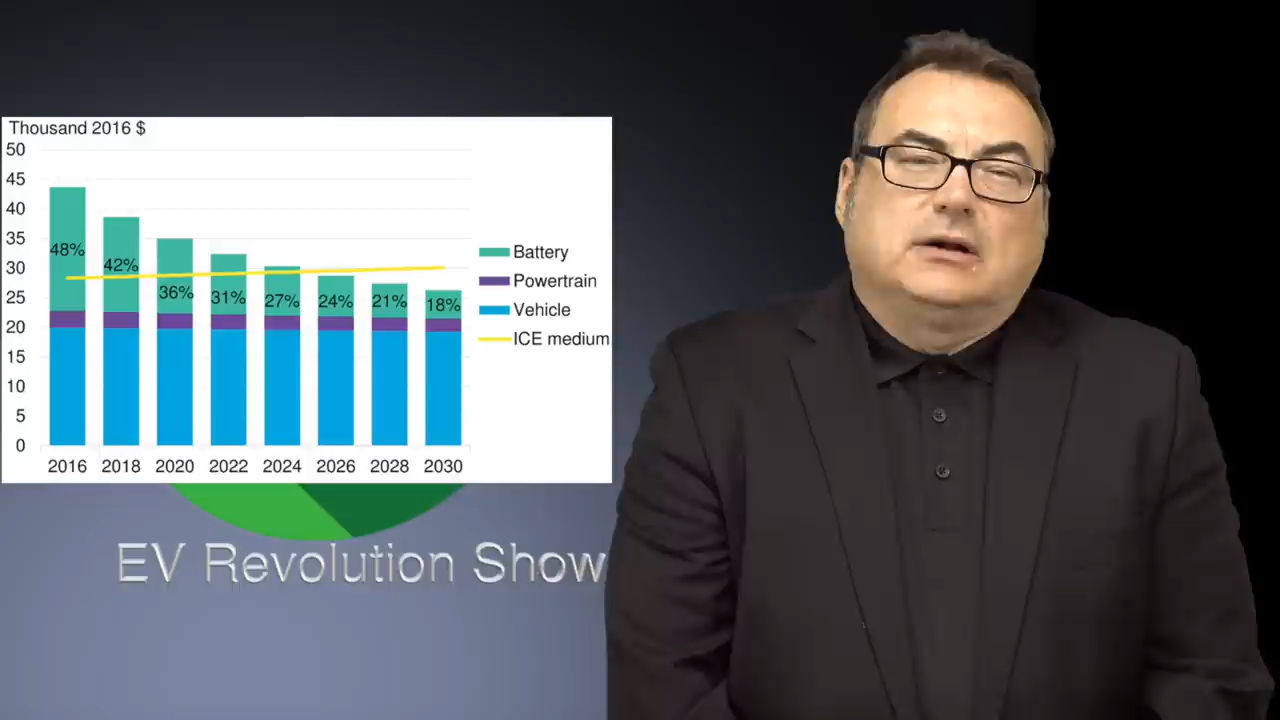 Thousand 2016 $
50
45
40
35
30
25
20
15
10
5
0
48%
42%
36%
31%
27%
24%
21%
18%
2016 2018 2020 2022 2024 2026 2028 2030
Battery
Powertrain
Vehicle
ICE medium
EV Revolution Show